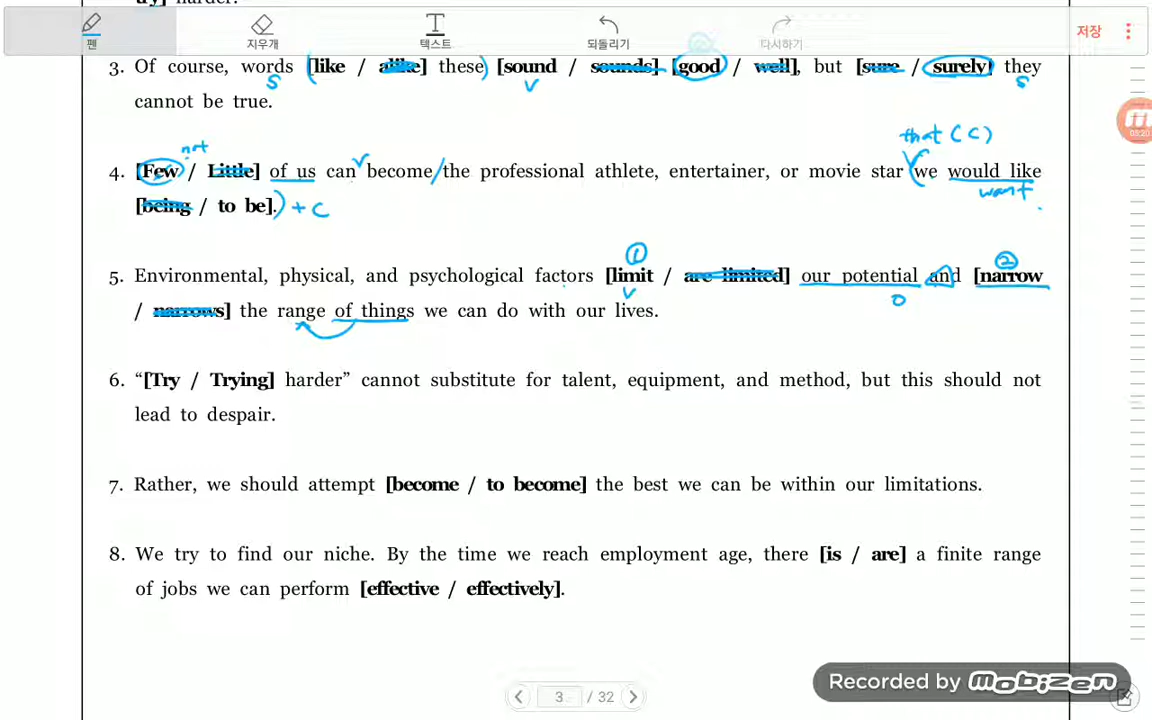 펜
지우개
텍스트
되돌리기
다시하기
저장
05:20
3. Of course, words [like / alike] these) [sound / sounds] [good / well], but [sure / surely] they
S V S
cannot be true.
not that (C)
4. [Few / Little] of us can become/the professional athlete, entertainer, or movie star (we would like
V V want
[being / to be].) + C
① ②
5. Environmental, physical, and psychological factors [limit / are limited] our potential and [narrow
V O
/ narrows] the range of things we can do with our lives.
6. “[Try / Trying] harder” cannot substitute for talent, equipment, and method, but this should not
lead to despair.
7. Rather, we should attempt [become / to become] the best we can be within our limitations.
8. We try to find our niche. By the time we reach employment age, there [is / are] a finite range
of jobs we can perform [effective / effectively].
3 / 32
Recorded by mobizen